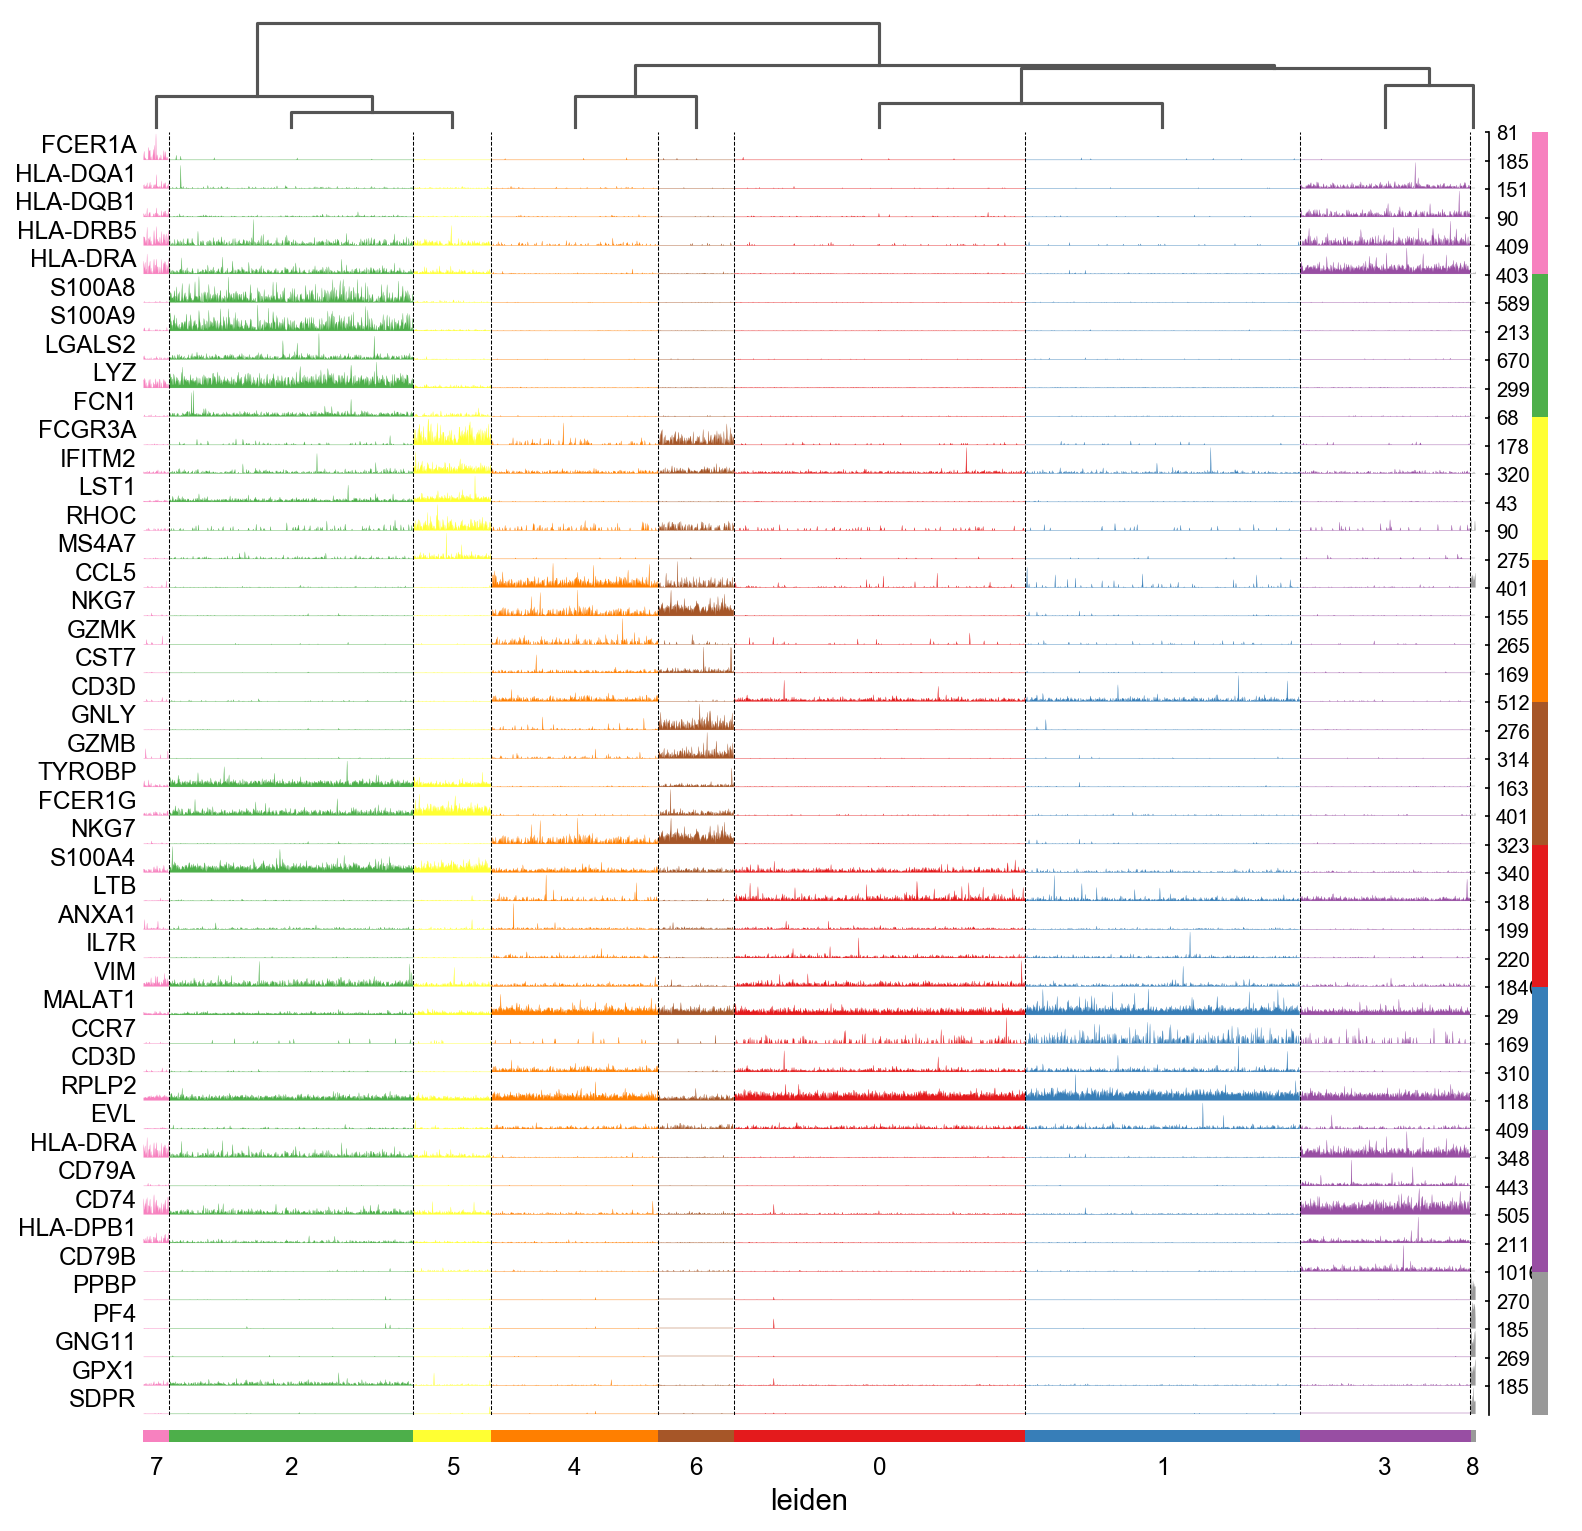 FCER1A 81
HLA-DQA1 185
HLA-DQB1 151
HLA-DRB5 90
HLA-DRA 409
S100A8 403
S100A9 589
LGALS2 213
LYZ 670
FCN1 299
FCGR3A 68
IFITM2 178
LST1 320
RHOC 43
MS4A7 90
CCL5 275
NKG7 401
GZMK 155
CST7 265
CD3D 169
GNLY 512
GZMB 276
TYROBP 314
FCER1G 163
NKG7 401
S100A4 323
LTB 340
ANXA1 318
IL7R 199
VIM 220
MALAT1 1846
CCR7 29
CD3D 169
RPLP2 310
EVL 118
HLA-DRA 409
CD79A 348
CD74 443
HLA-DPB1 505
CD79B 211
PPBP 1016
PF4 270
GNG11 185
GPX1 269
SDPR 185
7 2 5 4 6 0 1 3 8
leiden